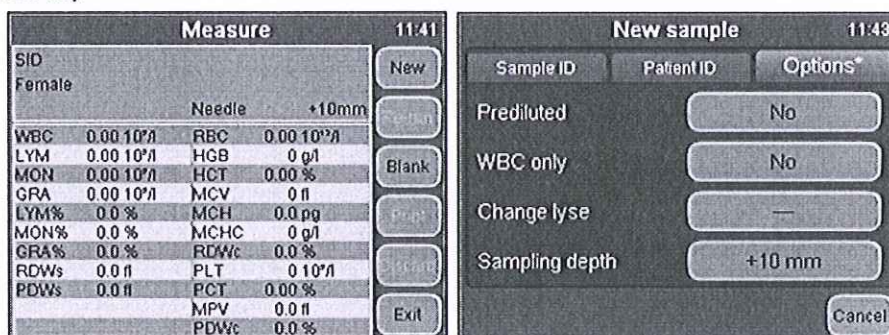 Measure 11:41
SID
Female
Needle +10mm
New
Blank
Exit
WBC 0.00 10⁹/l RBC 0.00 10¹²/l
LYM 0.00 10⁹/l HGB 0 g/l
MON 0.00 10⁹/l HCT 0.00 %
GRA 0.00 10⁹/l MCV 0 fl
LYM% 0.0 % MCH 0.0 pg
MON% 0.0 % MCHC 0 g/l
GRA% 0.0 % RDWc 0.0 %
RDWs 0.0 fl PLT 0 10⁹/l
PDWs 0.0 fl PCT 0.00 %
MPV 0.0 fl
PDWc 0.0 %
New sample 11:43
Sample ID Patient ID Options*
Prediluted No
WBC only No
Change lyse —
Sampling depth +10 mm
Cancel